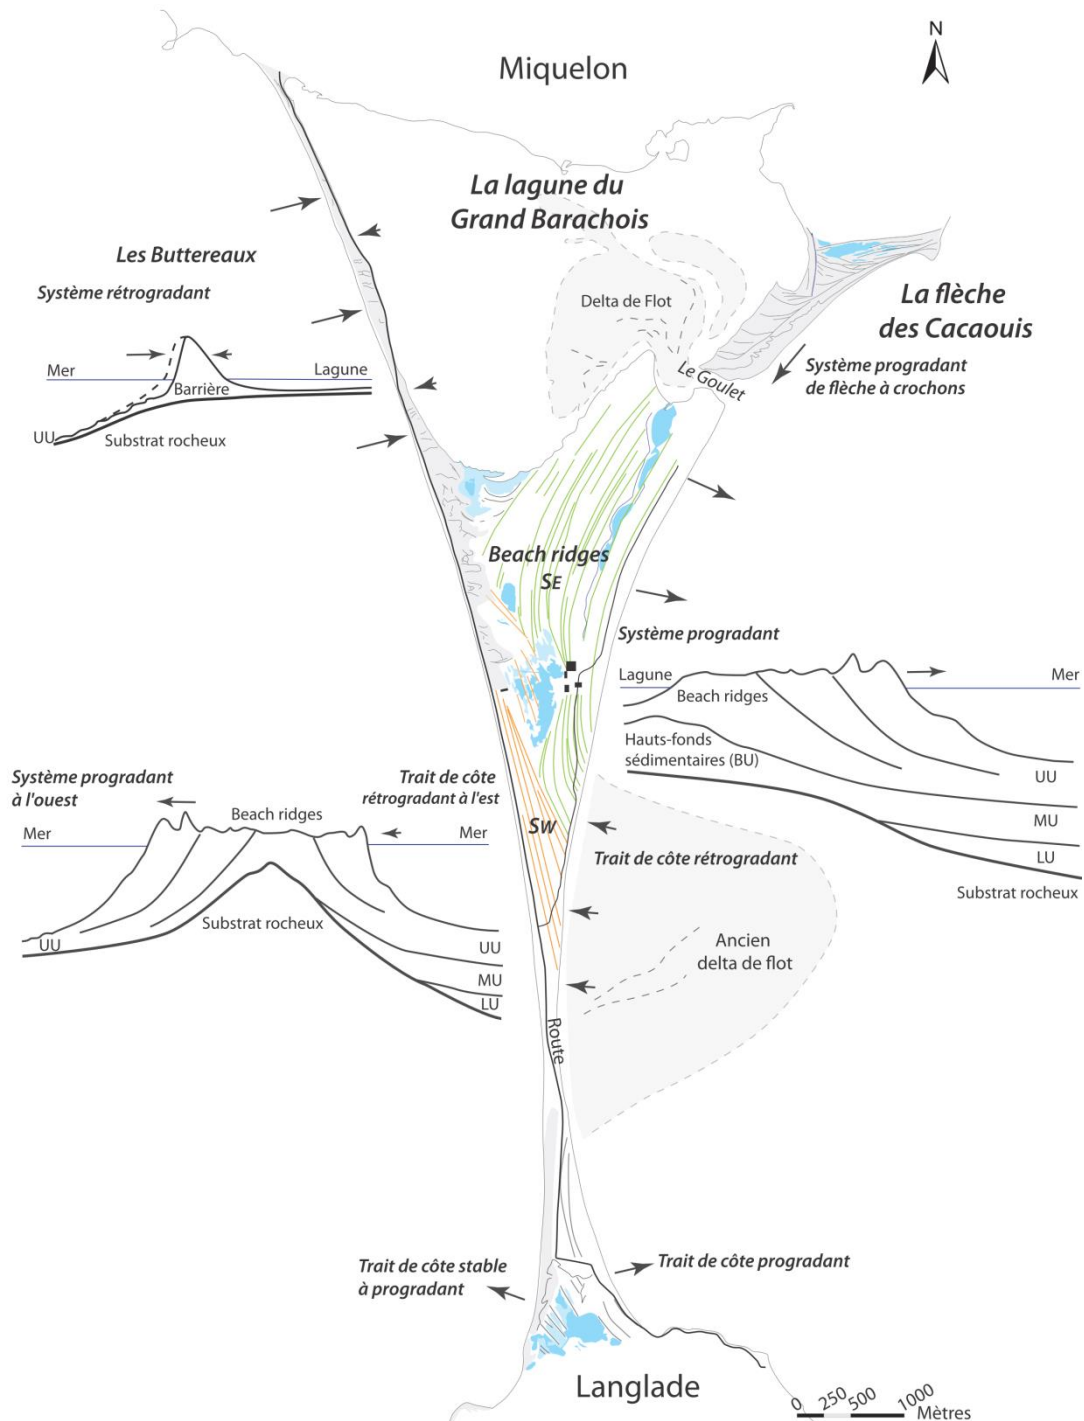 N
Miquelon
La lagune du
Grand Barachois
Les Buttereaux
Système rétrogradant
Mer
Lagune
Barrière
UU
Substrat rocheux
Delta de Flot
Le Goulet
La flèche
des Cacaouis
Système progradant
de flèche à crochons
Beach ridges
SE
Système progradant
Lagune
Mer
Beach ridges
Hauts-fonds
sédimentaires (BU)
UU
MU
LU
Substrat rocheux
Système progradant
à l'ouest
Trait de côte
rétrogradant à l'est
Beach ridges
Mer
Mer
Substrat rocheux
UU
UU
MU
LU
SW
Trait de côte rétrogradant
Ancien
delta de flot
Route
Trait de côte stable
à progradant
Trait de côte progradant
Langlade
0 250 500 1000
Mètres